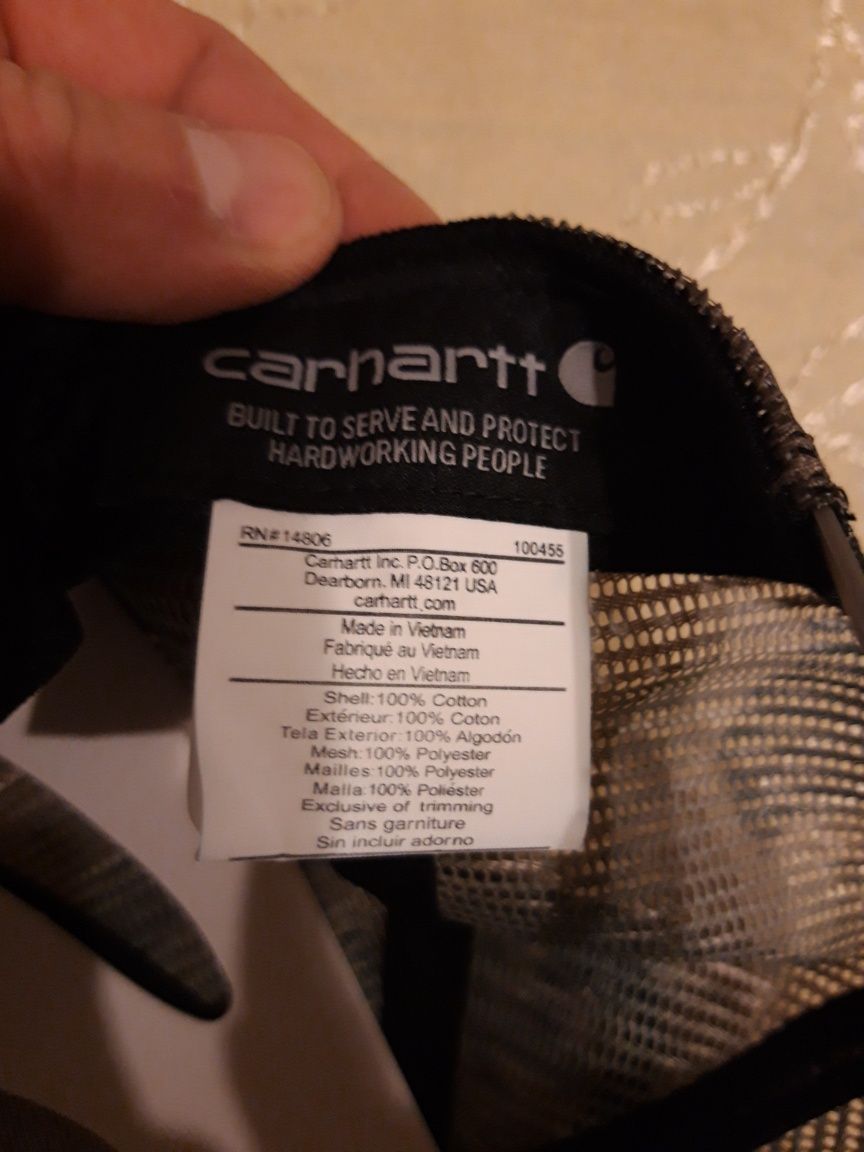 carhartt
BUILT TO SERVE AND PROTECT
HARDWORKING PEOPLE
RN#14806 100455
Carhartt Inc. P.O.Box 600
Dearborn. MI 48121 USA
carhartt.com
Made in Vietnam
Fabriqué au Vietnam
Hecho en Vietnam
Shell:100% Cotton
Extérieur:100% Coton
Tela Exterior:100% Algodón
Mesh:100% Polyester
Mailles:100% Polyester
Malla:100% Poliéster
Exclusive of trimming
Sans garniture
Sin incluir adorno